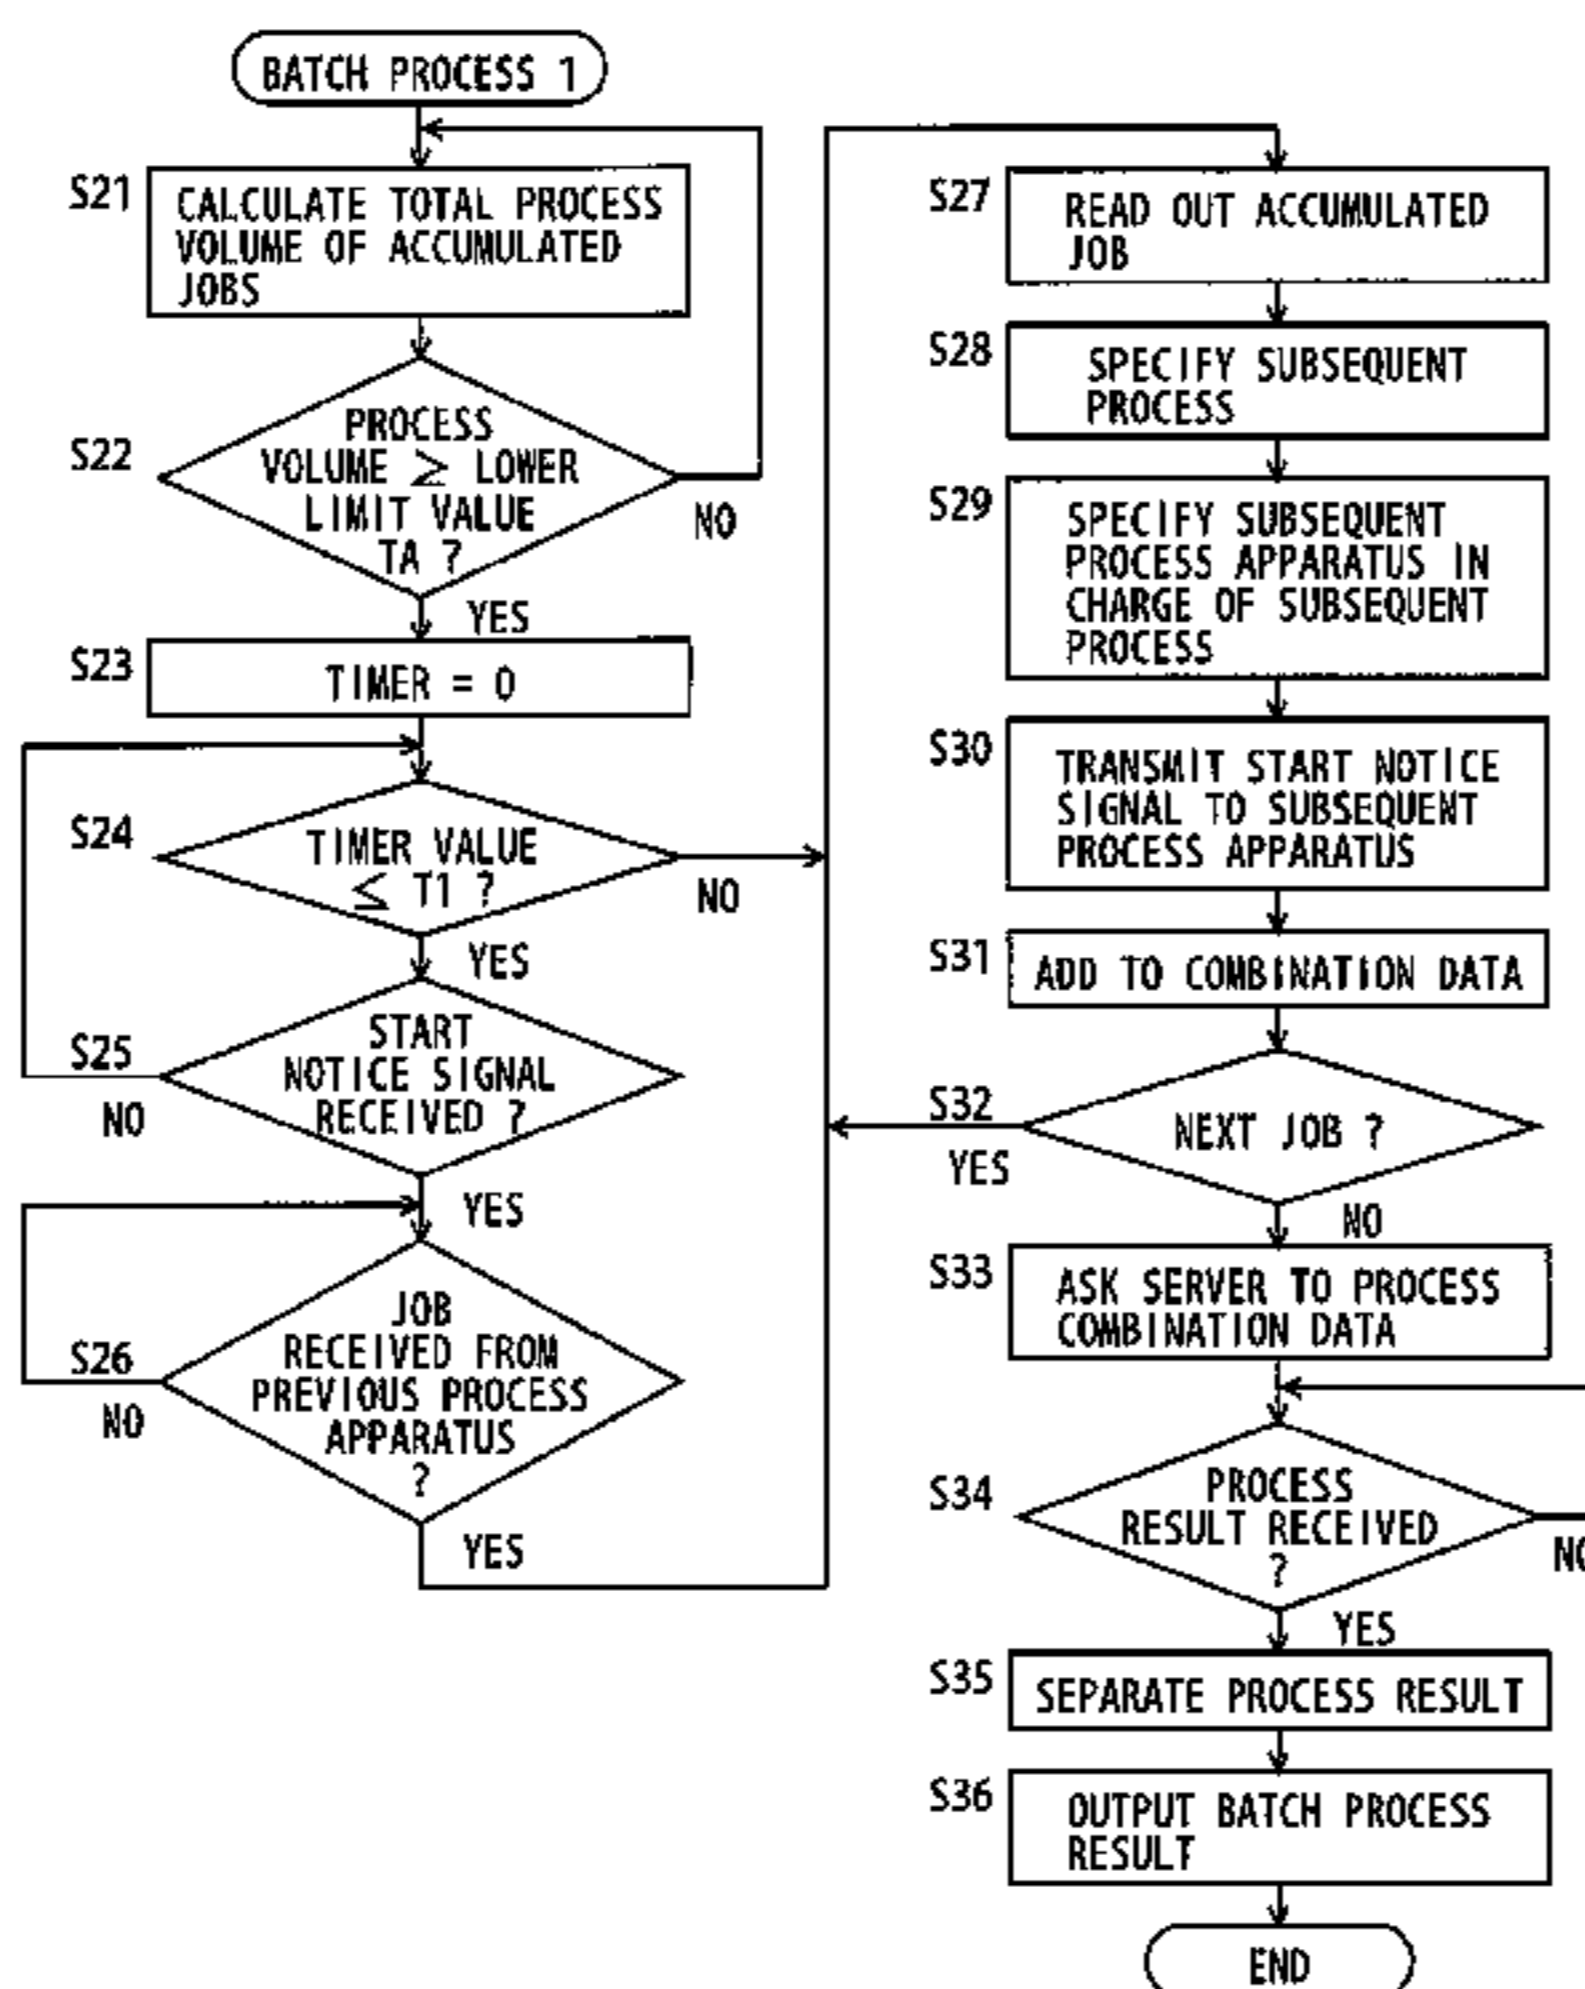 BATCH PROCESS 1
S21
CALCULATE TOTAL PROCESS
VOLUME OF ACCUMULATED
JOBS
S22
PROCESS
VOLUME ≥ LOWER
LIMIT VALUE
TA ?
NO
YES
S23
TIMER = 0
S24
TIMER VALUE
≤ T1 ?
NO
YES
S25
START
NOTICE SIGNAL
RECEIVED ?
NO
YES
S26
JOB
RECEIVED FROM
PREVIOUS PROCESS
APPARATUS
?
NO
YES
S27
READ OUT ACCUMULATED
JOB
S28
SPECIFY SUBSEQUENT
PROCESS
S29
SPECIFY SUBSEQUENT
PROCESS APPARATUS IN
CHARGE OF SUBSEQUENT
PROCESS
S30
TRANSMIT START NOTICE
SIGNAL TO SUBSEQUENT
PROCESS APPARATUS
S31
ADD TO COMBINATION DATA
S32
NEXT JOB ?
YES
NO
S33
ASK SERVER TO PROCESS
COMBINATION DATA
S34
PROCESS
RESULT RECEIVED
?
NO
YES
S35
SEPARATE PROCESS RESULT
S36
OUTPUT BATCH PROCESS
RESULT
END